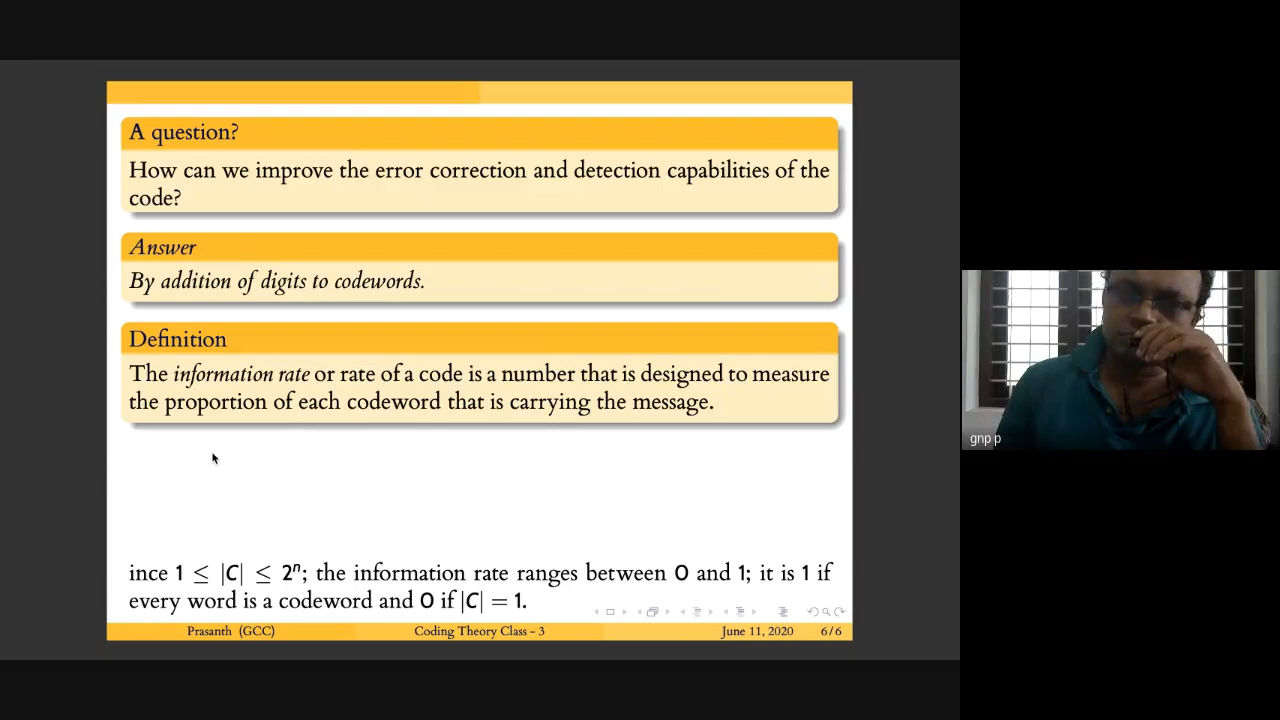 A question?
How can we improve the error correction and detection capabilities of the
code?
Answer
By addition of digits to codewords.
Definition
The information rate or rate of a code is a number that is designed to measure
the proportion of each codeword that is carrying the message.
ince 1 ≤ |C| ≤ 2ⁿ; the information rate ranges between 0 and 1; it is 1 if
every word is a codeword and 0 if |C| = 1.
Prasanth (GCC) Coding Theory Class - 3 June 11, 2020 6/6
gnp p